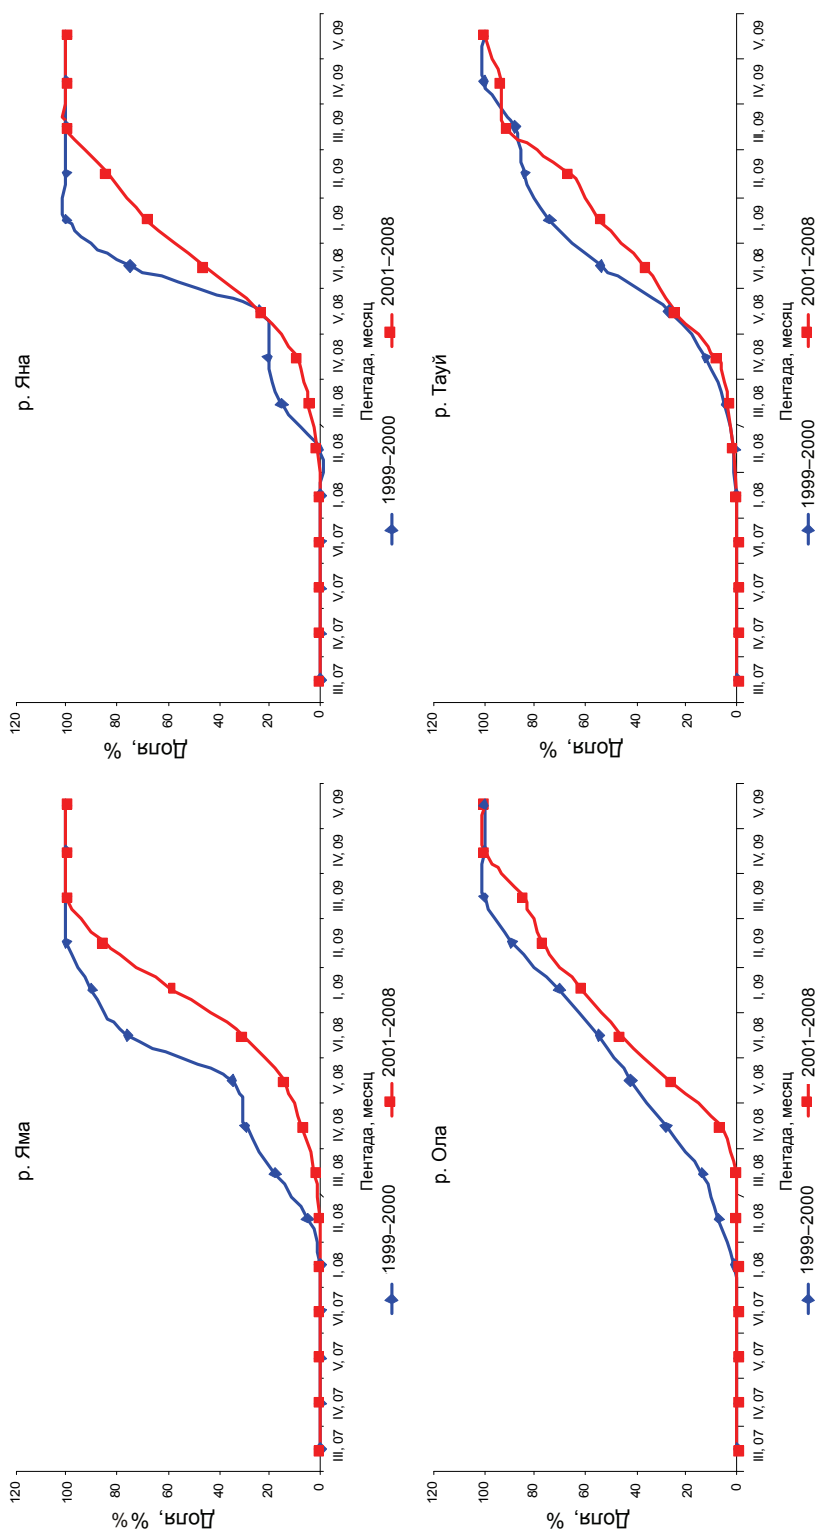 р. Яма
120
100
80
60
40
20
0
Доля, %%
III, 07 IV, 07 V, 07 VI, 07 I, 08 II, 08 III, 08 V, 08 V, 08 VI, 08 I, 09 II, 09 III, 09 IV, 09 V, 09
Пентада, месяц
1999–2000 2001–2008
р. Яна
120
100
80
60
40
20
0
Доля, %
III, 07 IV, 07 V, 07 VI, 07 I, 08 II, 08 III, 08 V, 08 V, 08 VI, 08 I, 09 II, 09 III, 09 IV, 09 V, 09
Пентада, месяц
1999–2000 2001–2008
р. Ола
120
100
80
60
40
20
0
Доля, %
III, 07 IV, 07 V, 07 VI, 07 I, 08 II, 08 III, 08 V, 08 V, 08 VI, 08 I, 09 II, 09 III, 09 IV, 09 V, 09
Пентада, месяц
1999–2000 2001–2008
р. Тауй
120
100
80
60
40
20
0
Доля, %
III, 07 IV, 07 V, 07 VI, 07 I, 08 II, 08 III, 08 V, 08 V, 08 VI, 08 I, 09 II, 09 III, 09 IV, 09 V, 09
Пентада, месяц
1999–2000 2001–2008